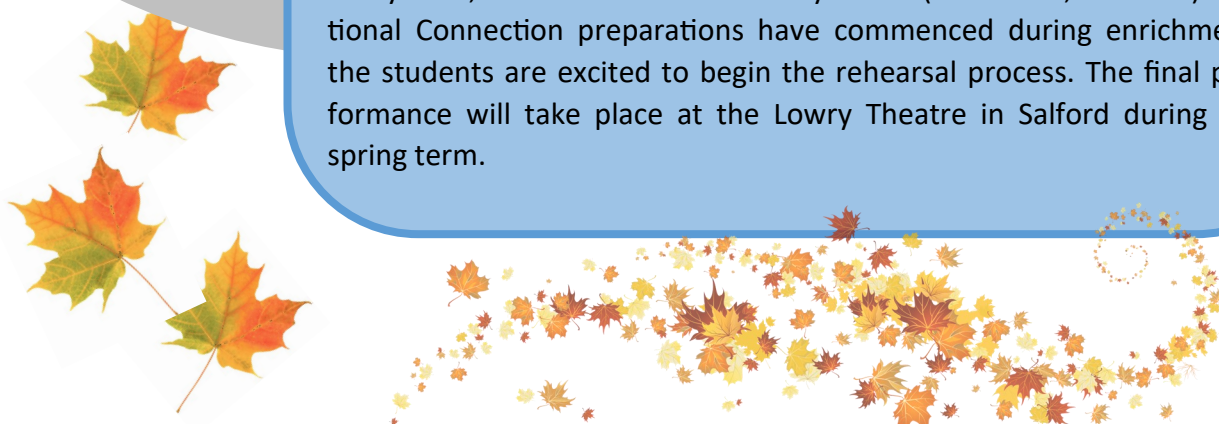 tional Connection preparations have commenced during enrichme
the students are excited to begin the rehearsal process. The final p
formance will take place at the Lowry Theatre in Salford during
spring term.